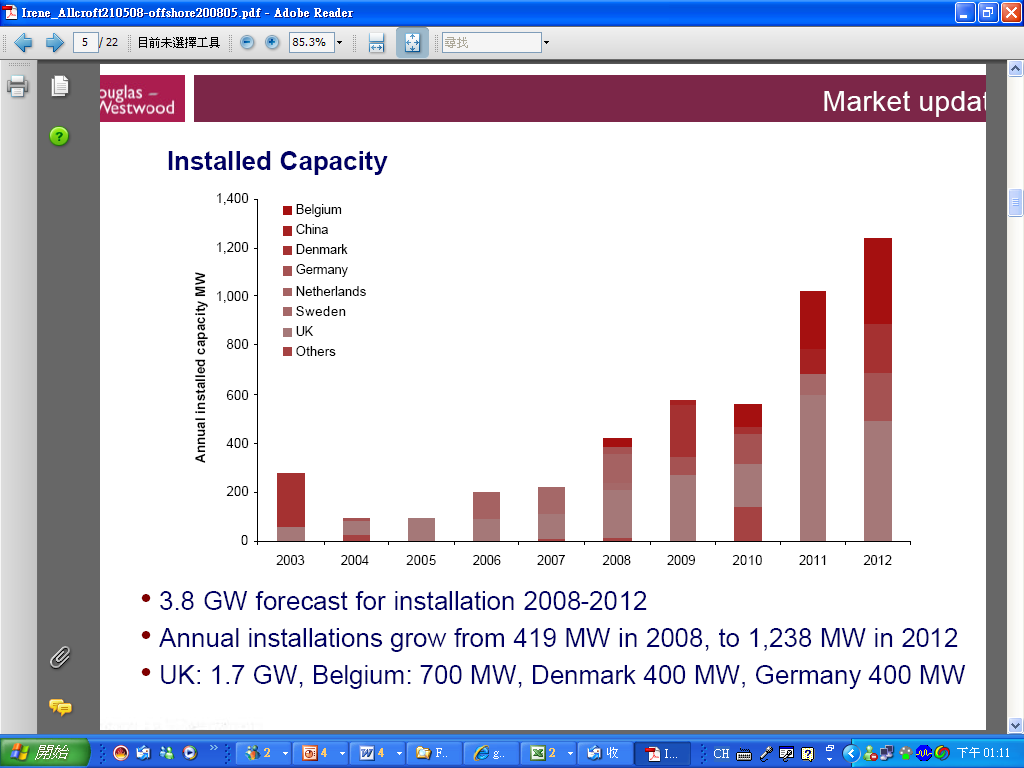 Irene_Allcroft210508-offshore200805.pdf - Adobe Reader
5 / 22 目前未選擇工具 85.3% 尋找
ouglas –
Westwood
Market updat
Installed Capacity
Annual installed capacity MW
1,400
1,200
1,000
800
600
400
200
0
Belgium
China
Denmark
Germany
Netherlands
Sweden
UK
Others
2003 2004 2005 2006 2007 2008 2009 2010 2011 2012
• 3.8 GW forecast for installation 2008-2012
• Annual installations grow from 419 MW in 2008, to 1,238 MW in 2012
• UK: 1.7 GW, Belgium: 700 MW, Denmark 400 MW, Germany 400 MW
開始 2 4 4 F.. g.. 2 收 I... CH 下午 01:11